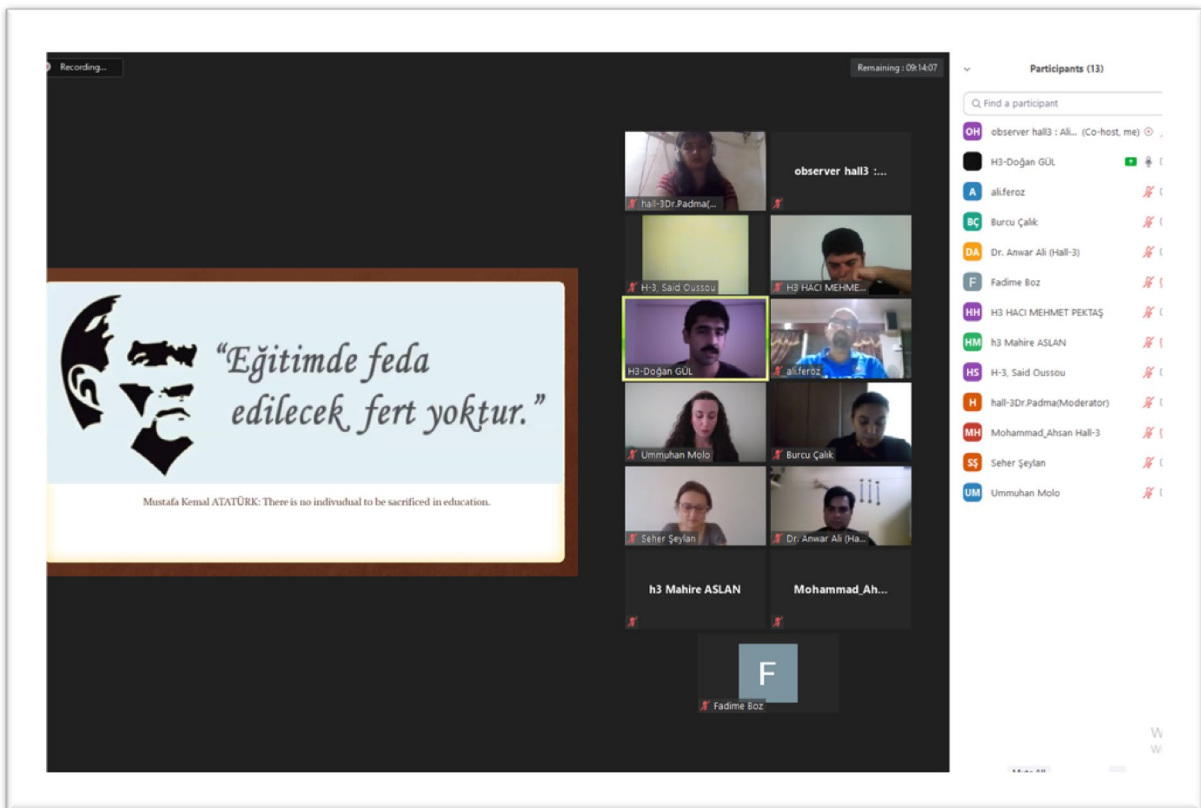 Recording...
Remaining : 09:14:07
“Eğitimde feda
edilecek fert yoktur.”
Mustafa Kemal ATATÜRK: There is no indivudual to be sacrificed in education.
hall-3Dr.Padma(...
observer hall3 :...
H-3, Said Oussou
H3 HACI MEHME...
H3-Doğan GÜL
ali.feroz
Ummuhan Molo
Burcu Çalık
Seher Şeylan
Dr. Anwar Ali (Ha...
h3 Mahire ASLAN
Mohammad_Ah...
F
Fadime Boz
Participants (13)
Find a participant
OH observer hall3 : Ali... (Co-host, me)
H3-Doğan GÜL
A ali.feroz
BÇ Burcu Çalık
DA Dr. Anwar Ali (Hall-3)
F Fadime Boz
HH H3 HACI MEHMET PEKTAŞ
HM h3 Mahire ASLAN
HS H-3, Said Oussou
H hall-3Dr.Padma(Moderator)
MH Mohammad_Ahsan Hall-3
SŞ Seher Şeylan
UM Ummuhan Molo